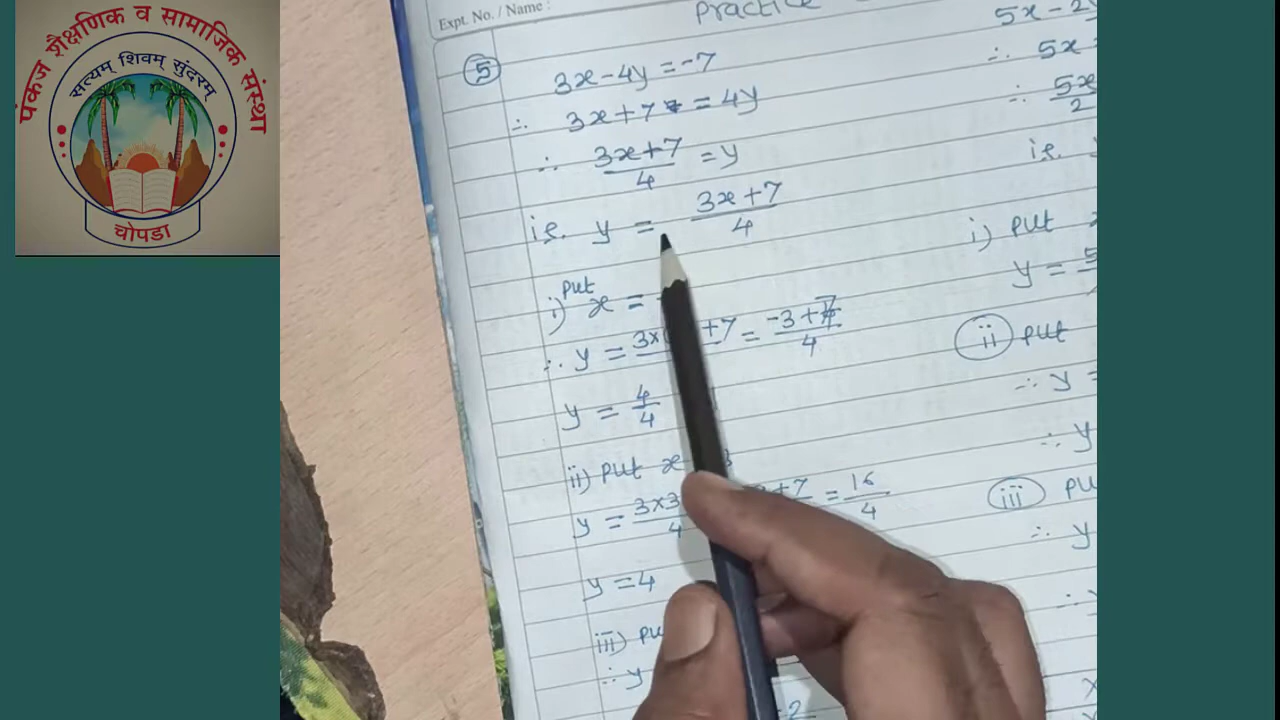 पंकज शैक्षणिक व सामाजिक संस्था
सत्यम् शिवम् सुंदरम्
चोपडा
Expt. No. / Name :
Practice
5
3x-4y=-7
∴ 3x+7 = 4y
∴ 3x+7/4 = y
i.e. y = 3x+7/4
i) put x =
∴ y = 3x +7 = -3+7/4
y = 4/4
ii) put x
y = 3x3/4 +7 = 16/4
y = 4
iii) pu
∴ y
-2
5x-2y
∴ 5x =
∴ 5x/2
i.e.
i) put
y = 5
ii put
∴ y =
∴ y
iii pu
∴ y